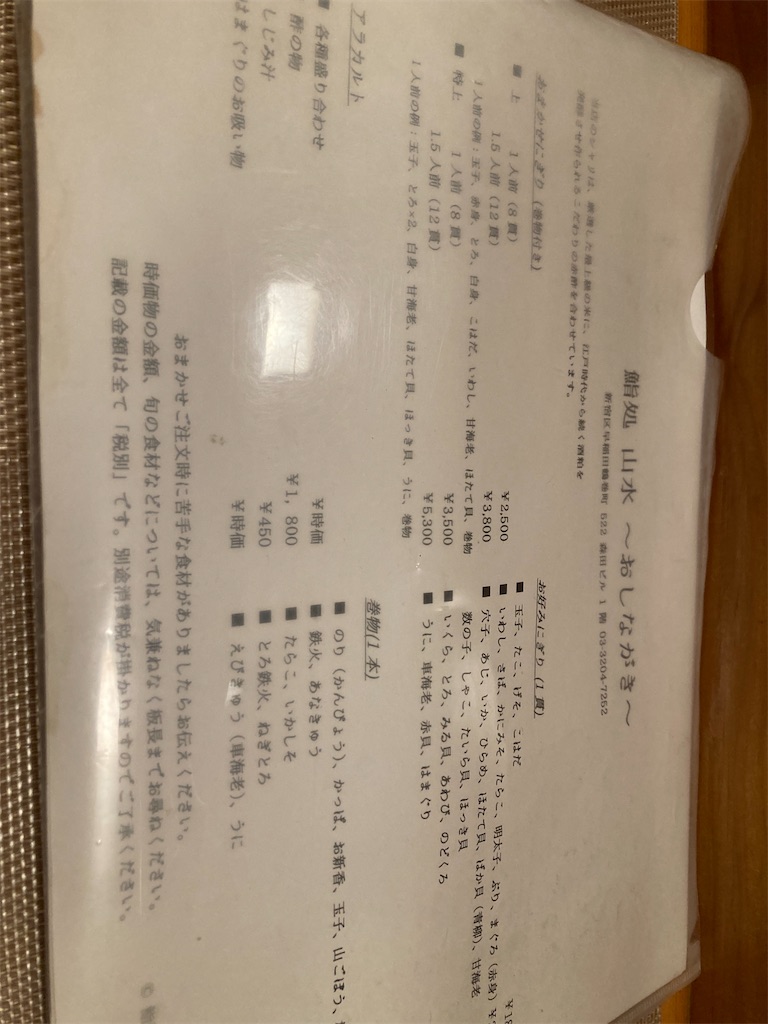 鮨処 山水 ～おしながき～
新宿区早稲田鶴巻町 522 森田ビル 1 階 03-3204-7252
当店のシャリは、厳選した最上級の米に、江戸時代から続く酒粕を
発酵させ作られるこだわりの赤酢を合わせています。
おまかせにぎり（巻物付き）
■ 上 1 人前（8 貫） ¥2,500
1.5 人前（12 貫） ¥3,800
1 人前の例：玉子、赤身、とろ、白身、こはだ、いわし、甘海老、ほたて貝、巻物
■ 特上 1 人前（8 貫） ¥3,500
1.5 人前（12 貫） ¥5,300
1 人前の例：玉子、とろ×2、白身、甘海老、ほたて貝、ほっき貝、うに、巻物
お好みにぎり（1 貫）
■ 玉子、たこ、げそ、こはだ
■ いわし、さば、かにみそ、たらこ、明太子、ぶり、まぐろ（赤身）
■ 穴子、あじ、いか、ひらめ、ほたて貝、ばか貝（青柳）、甘海老
数の子、しゃこ、たいら貝、ほっき貝
■ いくら、とろ、みる貝、あわび、のどぐろ
■ うに、車海老、赤貝、はまぐり
アラカルト
■ 各種盛り合わせ ¥時価
酢の物 ¥1,800
しじみ汁 ¥450
はまぐりのお吸い物 ¥時価
巻物（1 本）
■ のり（かんぴょう）、かっぱ、お新香、玉子、山ごぼう、
■ 鉄火、あなきゅう
■ たらこ、いかしそ
■ とろ鉄火、ねぎとろ
■ えびきゅう（車海老）、うに
おまかせご注文時に苦手な食材がありましたらお伝えください。
時価物の金額、旬の食材などについては、気兼ねなく板長までお尋ねください。
記載の金額は全て「税別」です。別途消費税が掛かりますのでご了承ください。